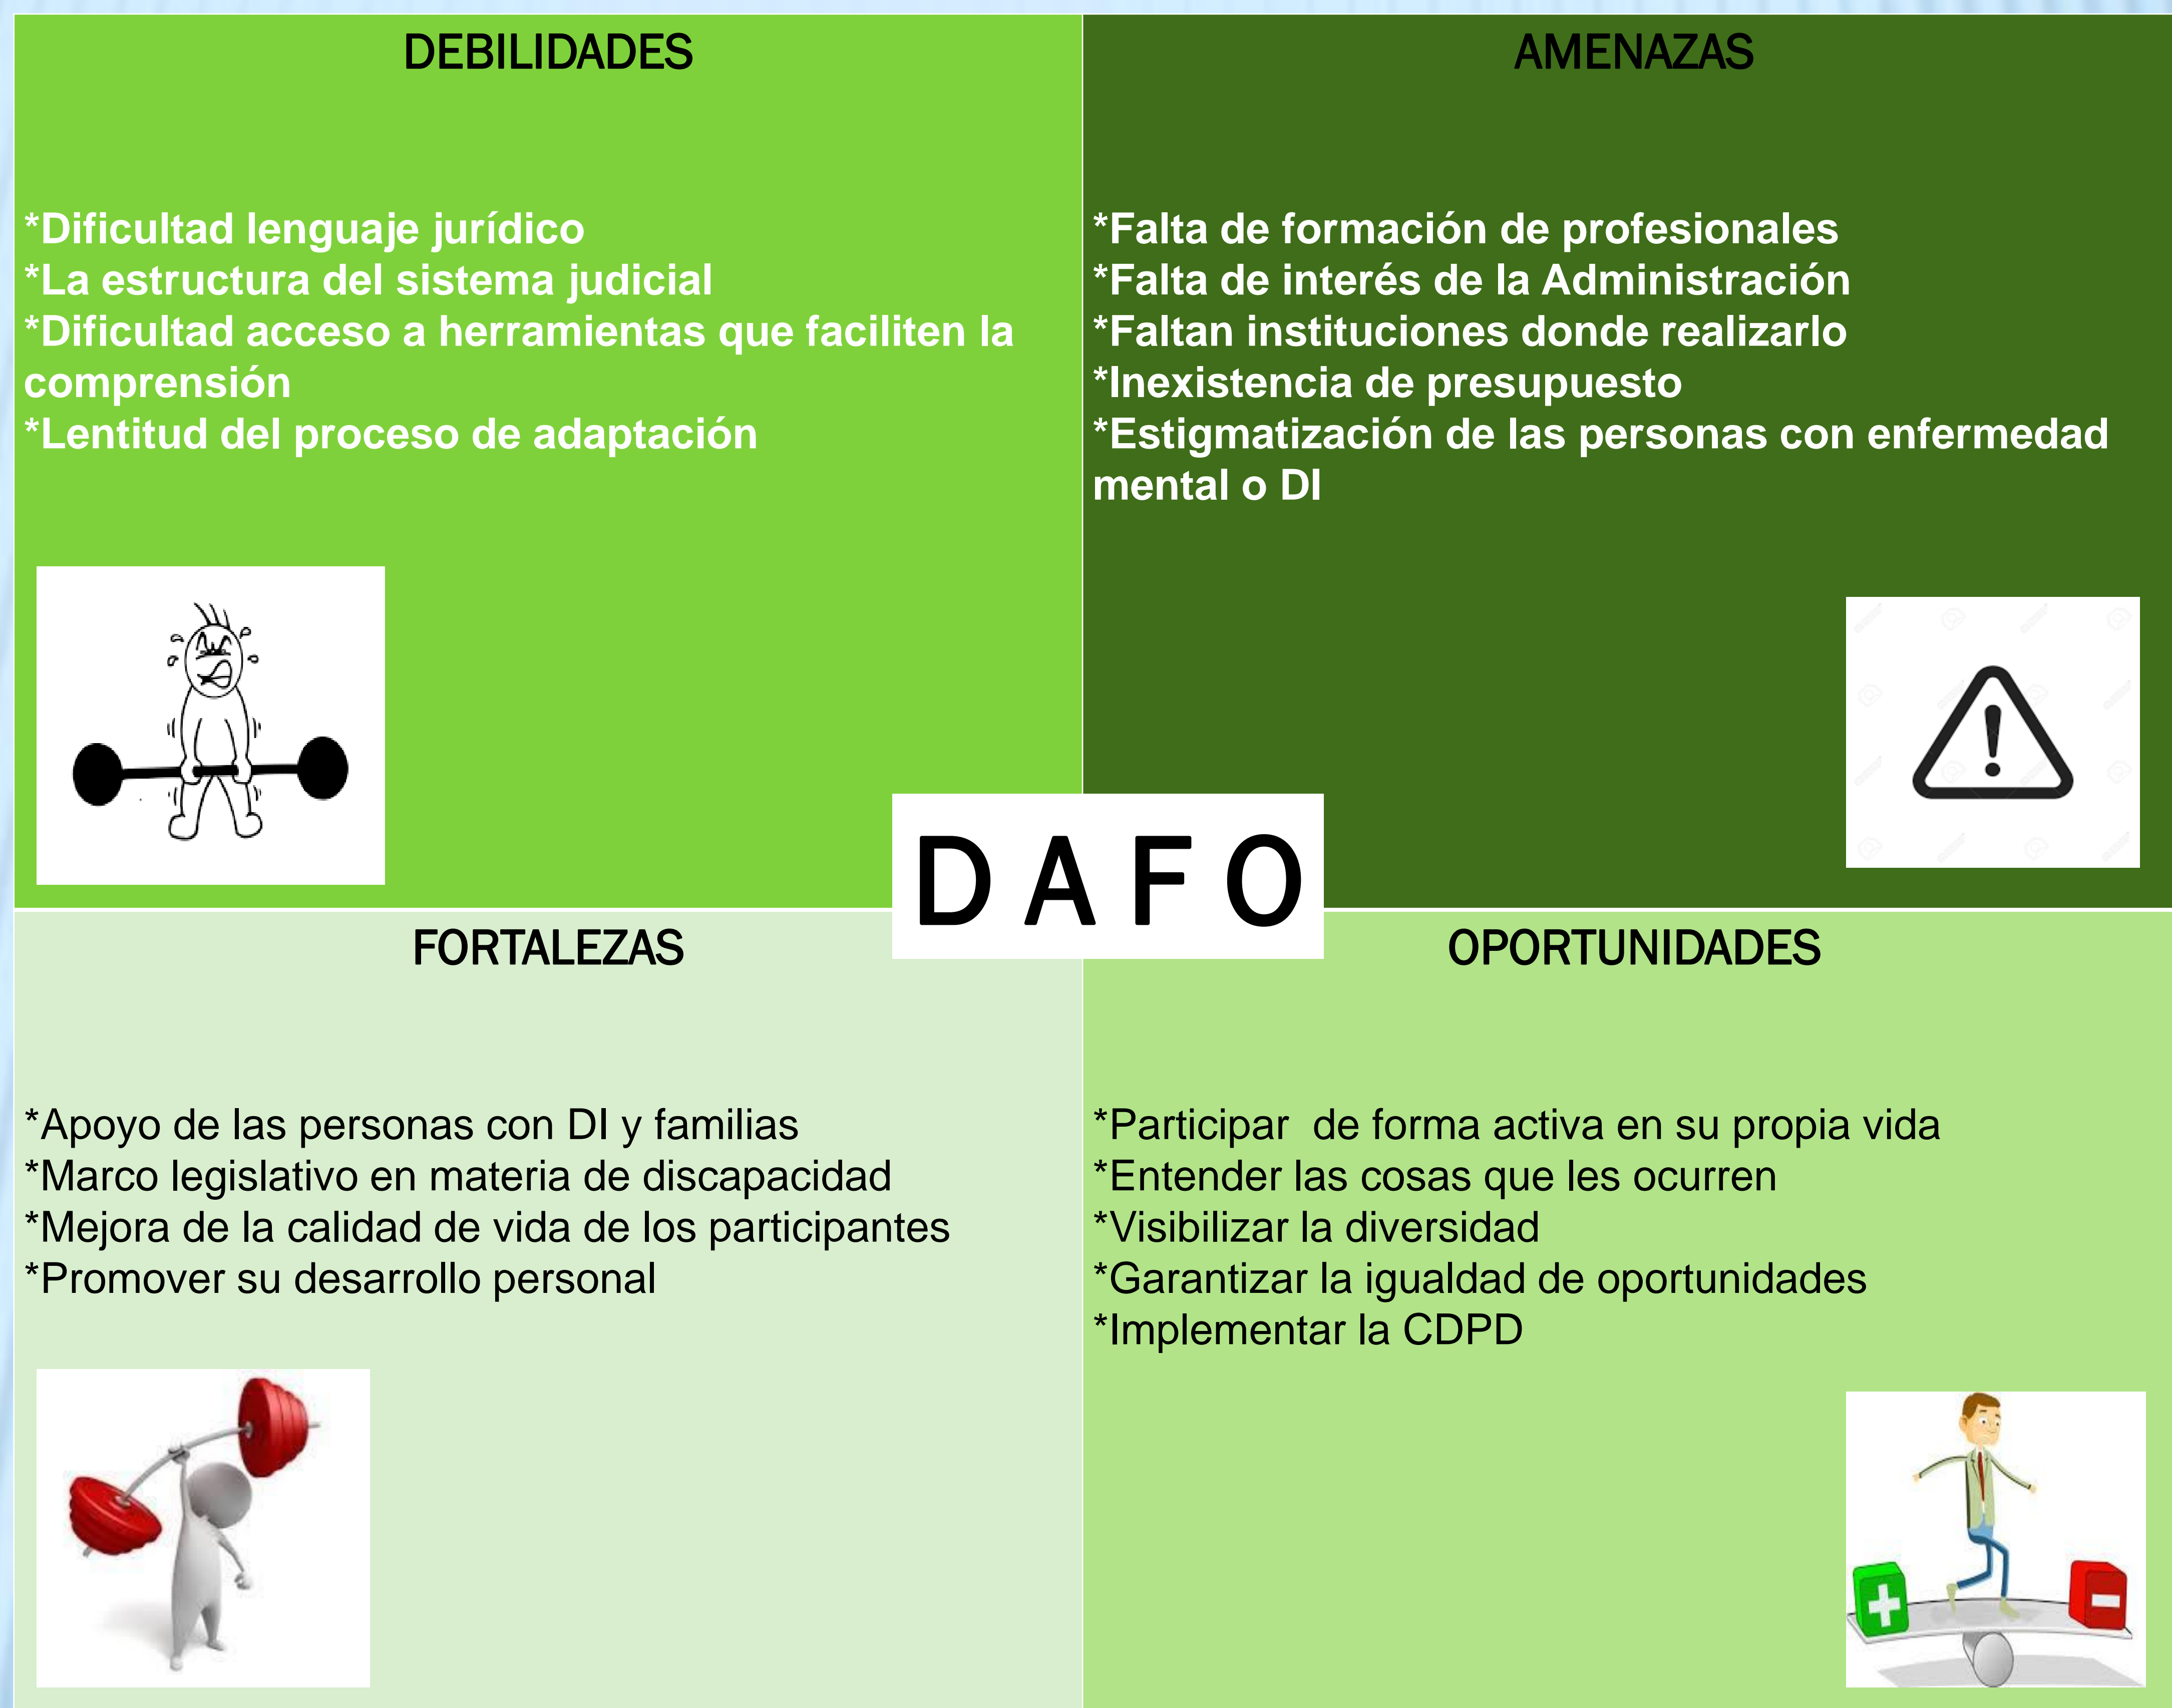 DEBILIDADES
*Dificultad lenguaje jurídico
*La estructura del sistema judicial
*Dificultad acceso a herramientas que faciliten la
comprensión
*Lentitud del proceso de adaptación
AMENAZAS
*Falta de formación de profesionales
*Falta de interés de la Administración
*Faltan instituciones donde realizarlo
*Inexistencia de presupuesto
*Estigmatización de las personas con enfermedad
mental o DI
D A F O
FORTALEZAS
*Apoyo de las personas con DI y familias
*Marco legislativo en materia de discapacidad
*Mejora de la calidad de vida de los participantes
*Promover su desarrollo personal
OPORTUNIDADES
*Participar  de forma activa en su propia vida
*Entender las cosas que les ocurren
*Visibilizar la diversidad
*Garantizar la igualdad de oportunidades
*Implementar la CDPD